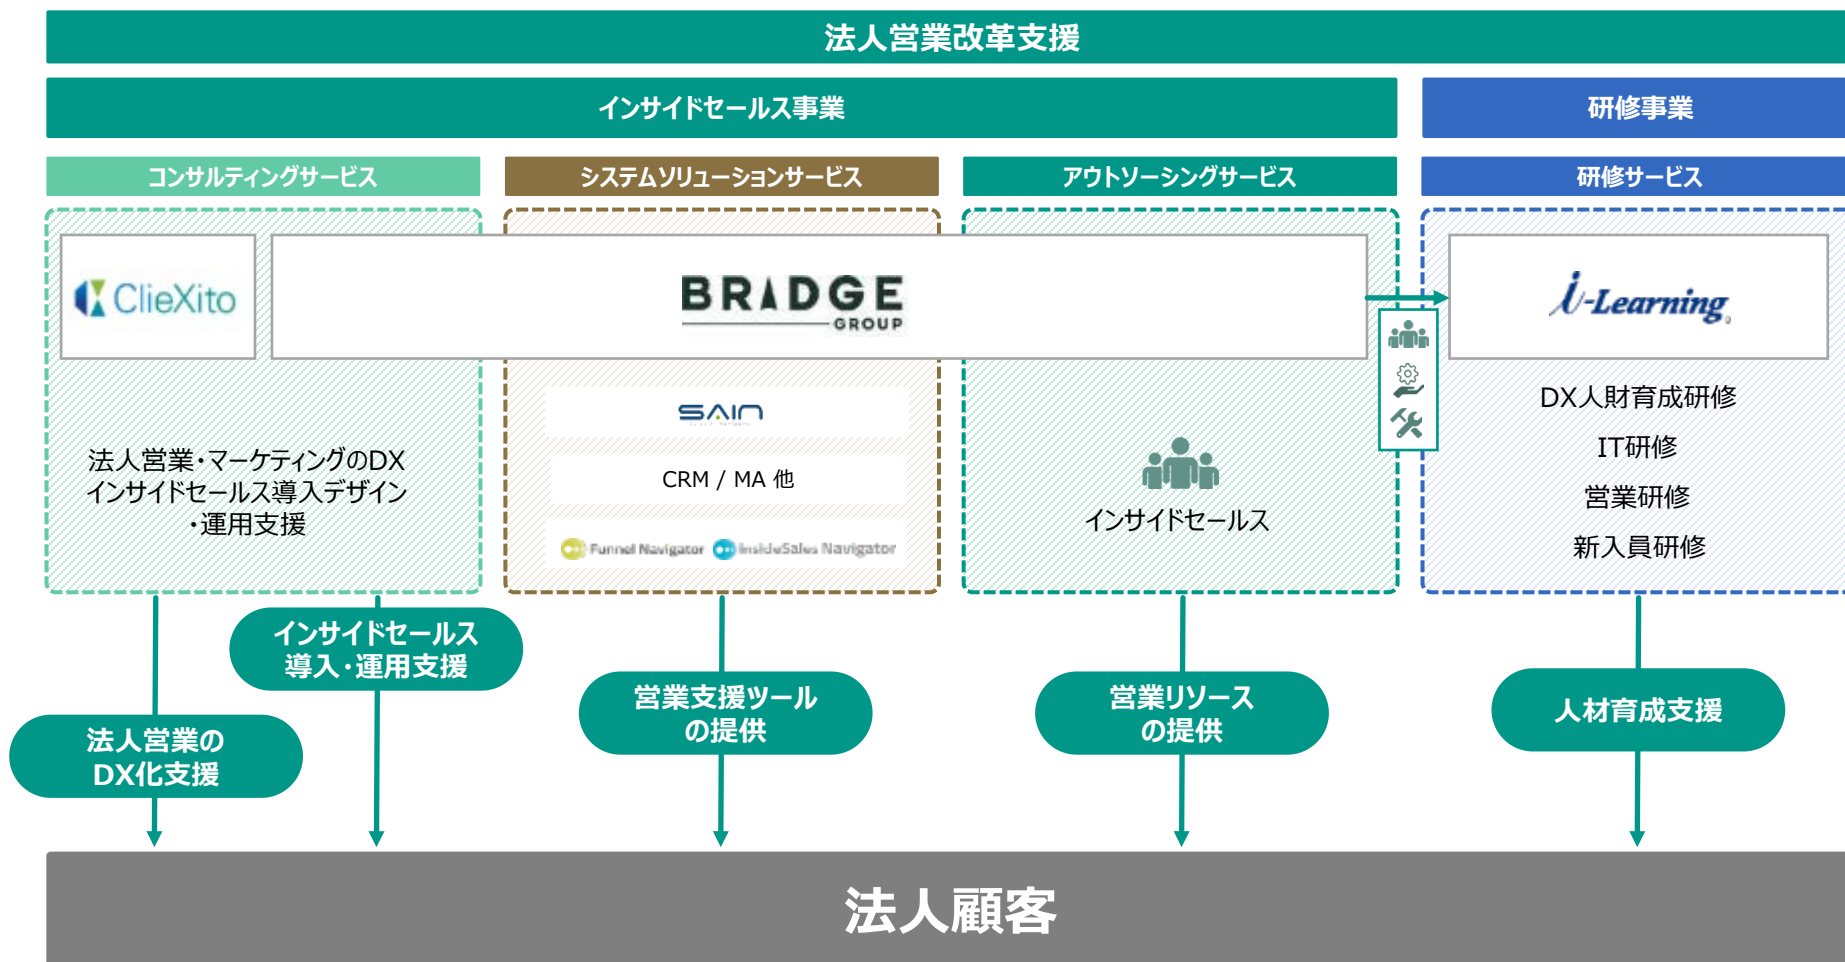 法人営業改革支援
インサイドセールス事業
研修事業
コンサルティングサービス
システムソリューションサービス
アウトソーシングサービス
研修サービス
ClieXito
BRIDGE
GROUP
i-Learning
SAIN
CRM / MA 他
Funnel Navigator
InsideSales Navigator
法人営業・マーケティングのDX
インサイドセールス導入デザイン
・運用支援
インサイドセールス
DX人財育成研修
IT研修
営業研修
新入員研修
インサイドセールス
導入・運用支援
法人営業の
DX化支援
営業支援ツール
の提供
営業リソース
の提供
人材育成支援
法人顧客